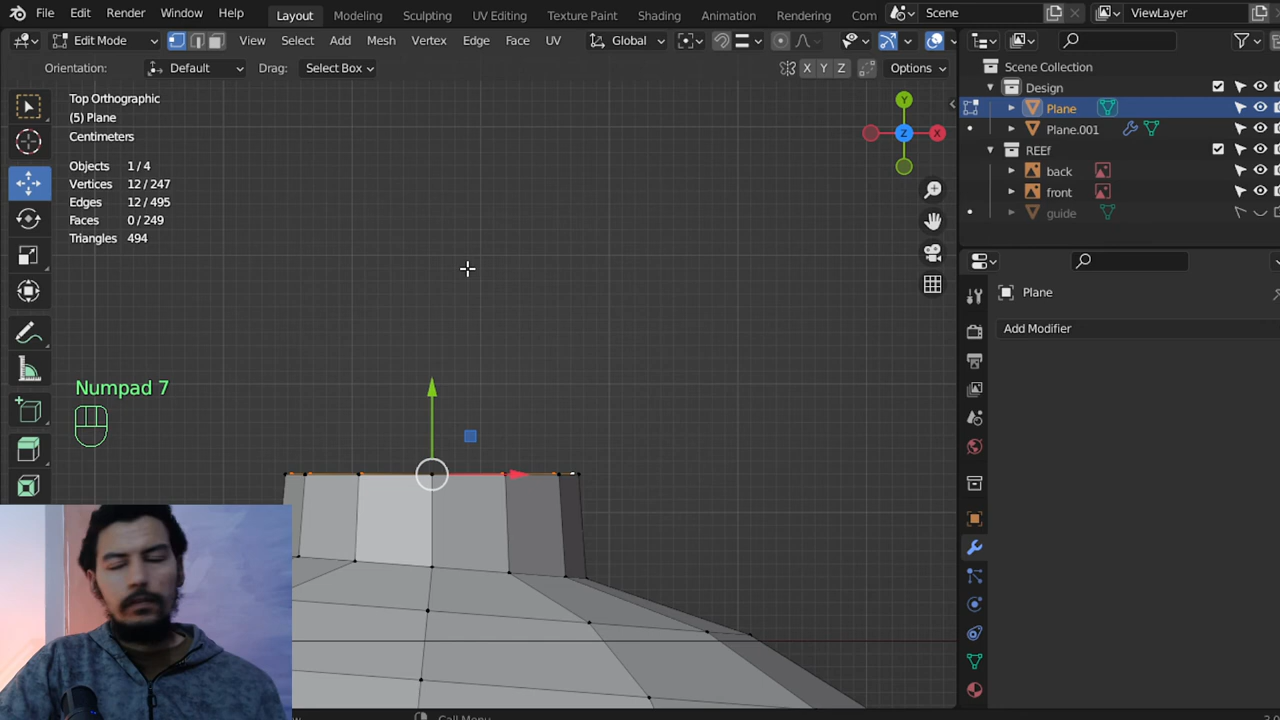 File Edit Render Window Help Layout Modeling Sculpting UV Editing Texture Paint Shading Animation Rendering Com Scene ViewLayer
Edit Mode View Select Add Mesh Vertex Edge Face UV Global
Orientation: Default Drag: Select Box X Y Z Options
Top Orthographic
(5) Plane
Centimeters
Objects 1 / 4
Vertices 12 / 247
Edges 12 / 495
Faces 0 / 249
Triangles 494
Y
Z
X
Numpad 7
Call Menu
Scene Collection
Design
Plane
Plane.001
REEf
back
front
guide
Plane
Add Modifier